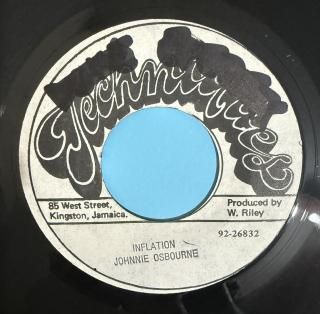 Techniques
85 West Street,
Kingston, Jamaica.
Produced by
W. Riley
92-26832
INFLATION
JOHNNIE OSBOURNE